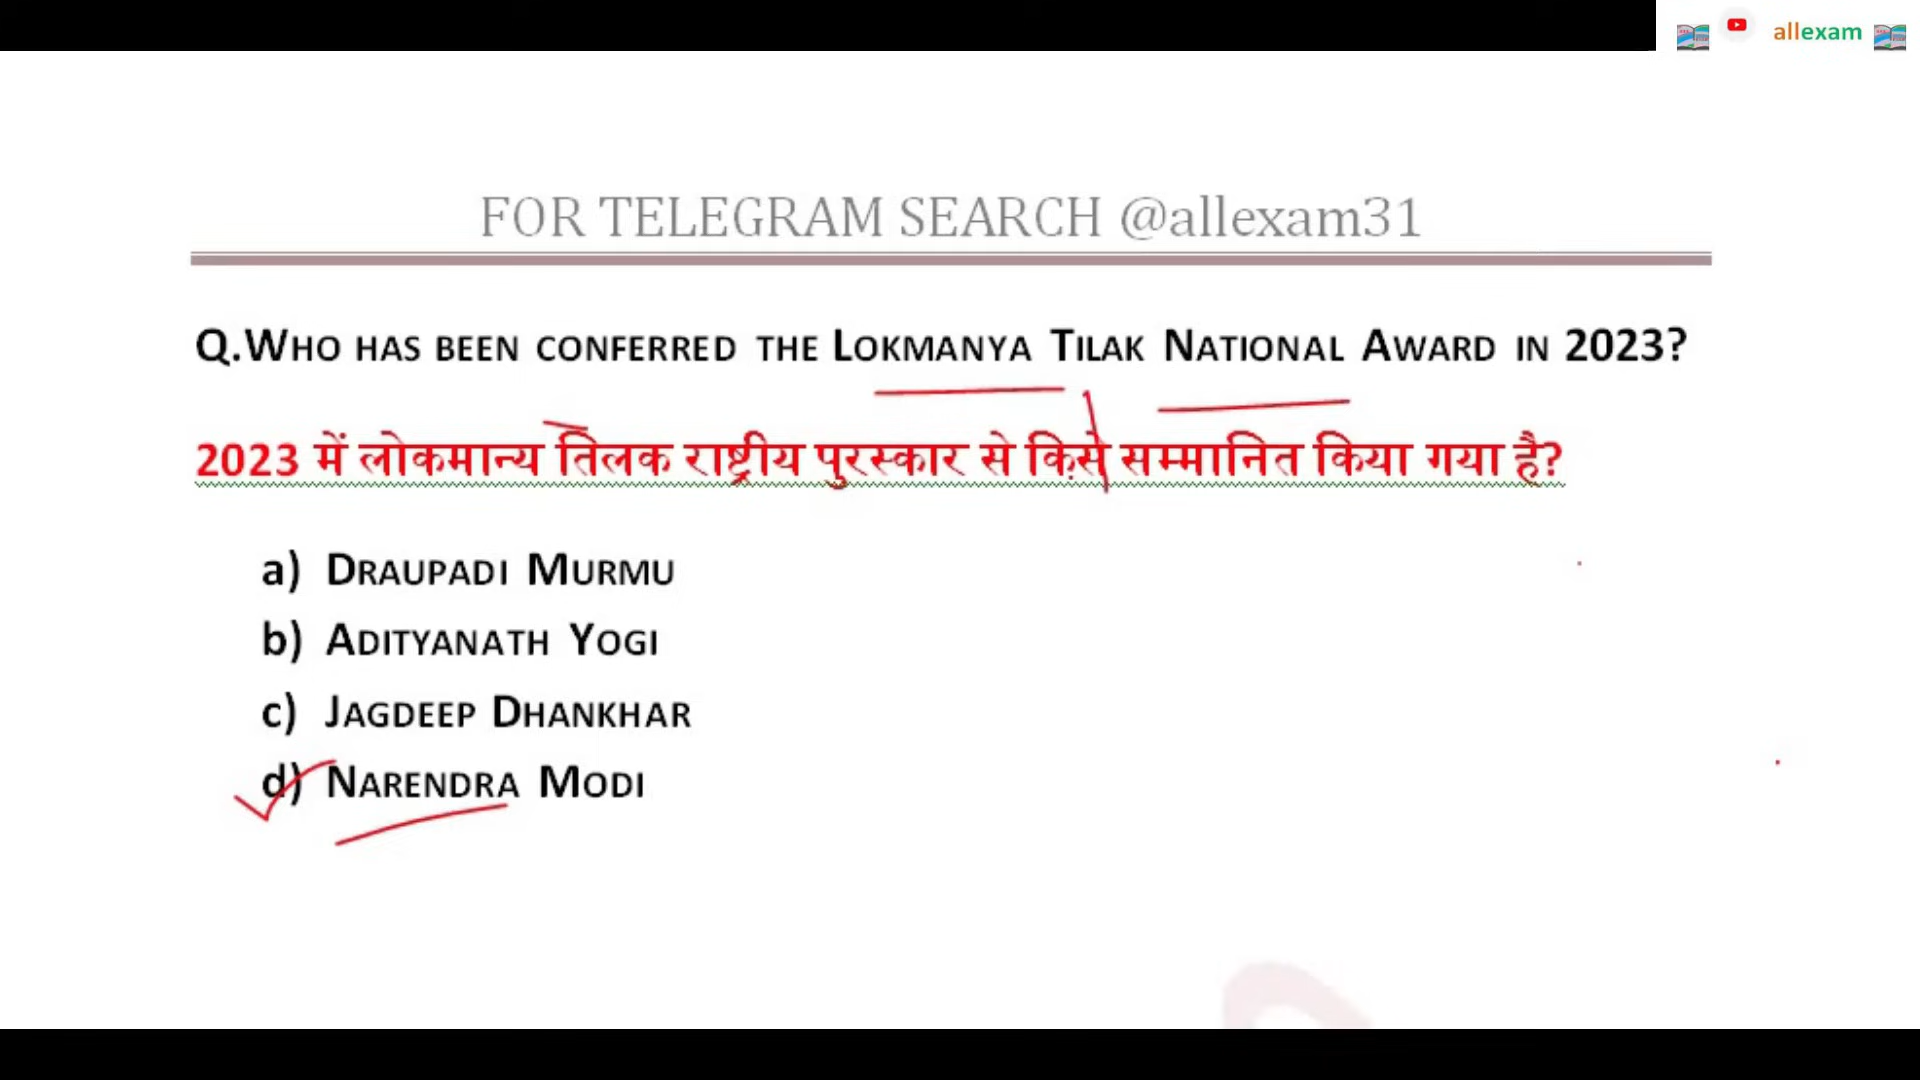 allexam
FOR TELEGRAM SEARCH @allexam31
Q.Who has been conferred the Lokmanya Tilak National Award in 2023?
2023 में लोकमान्य तिलक राष्ट्रीय पुरस्कार से किसे सम्मानित किया गया है?
a) Draupadi Murmu
b) Adityanath Yogi
c) Jagdeep Dhankhar
d) Narendra Modi